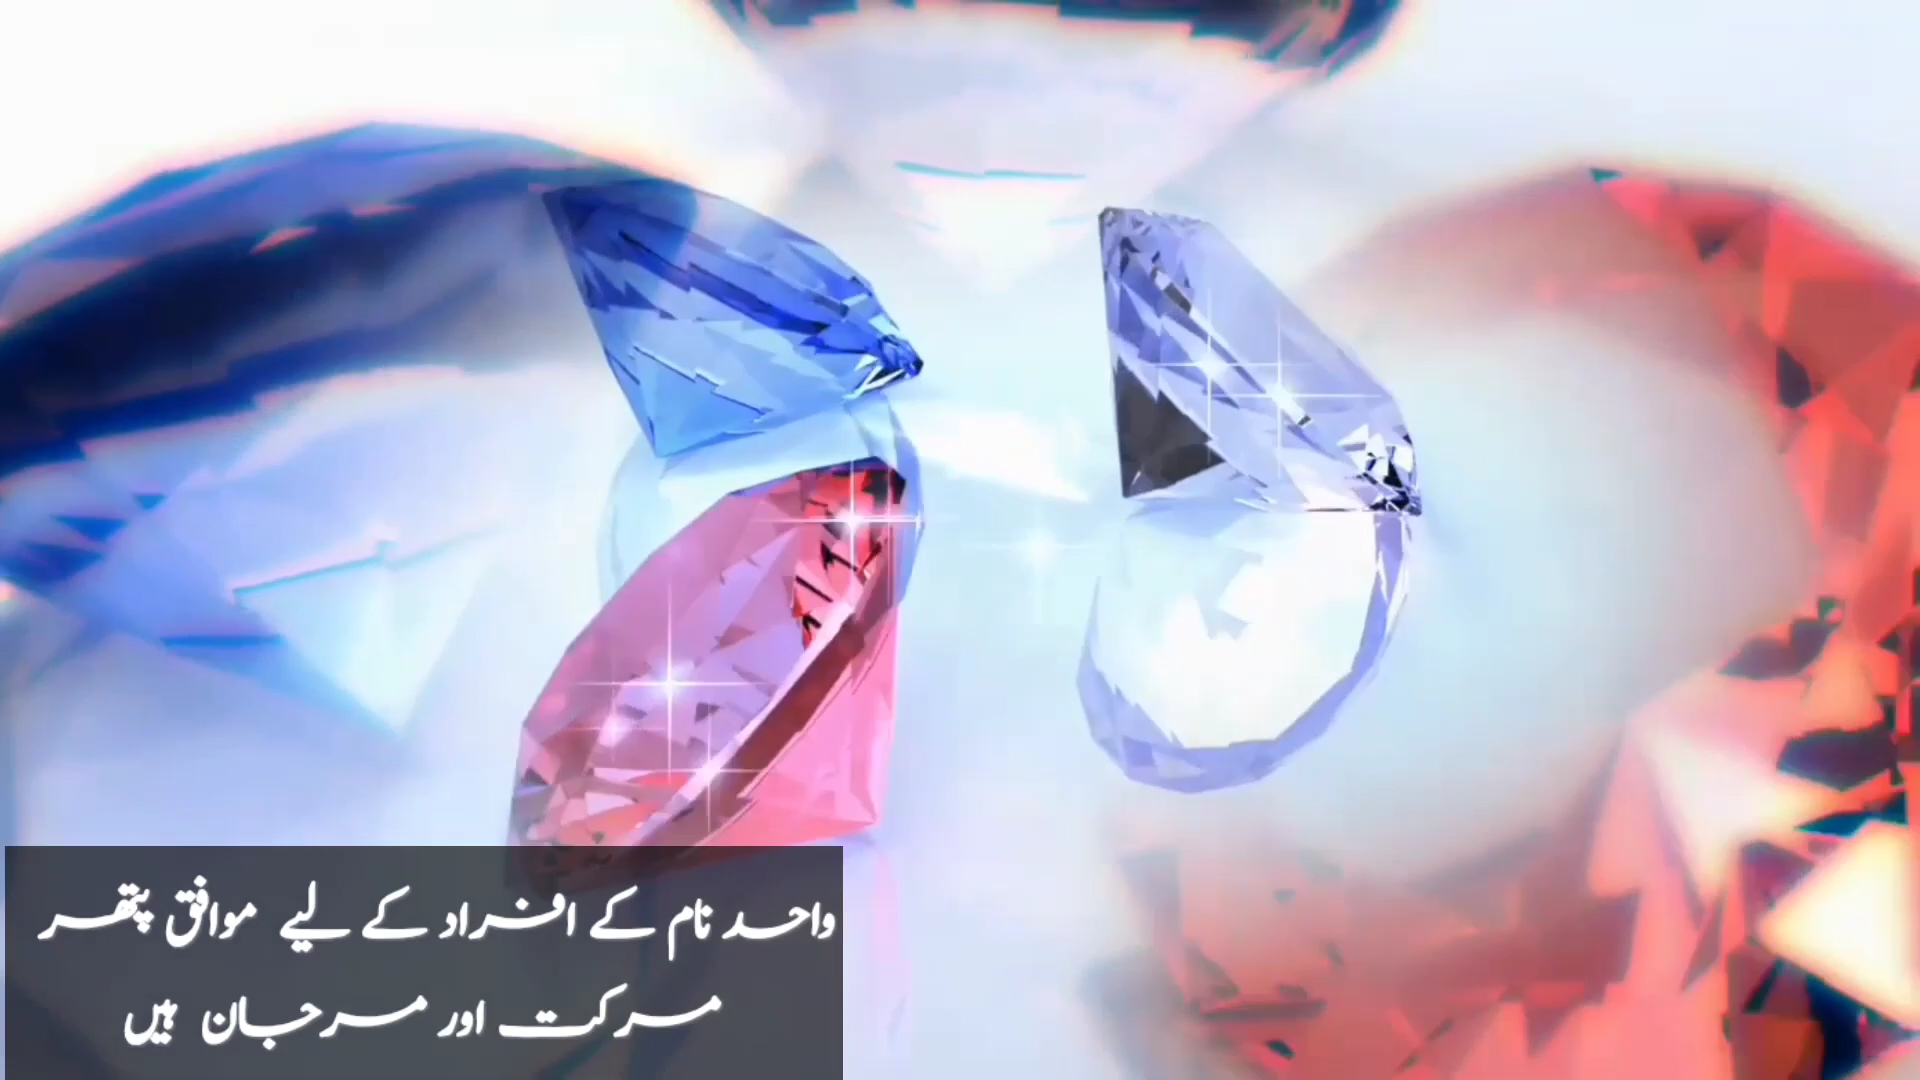 واحد نام کے افراد کے لیے موافق پتھر
مرکت اور مرجان ہیں